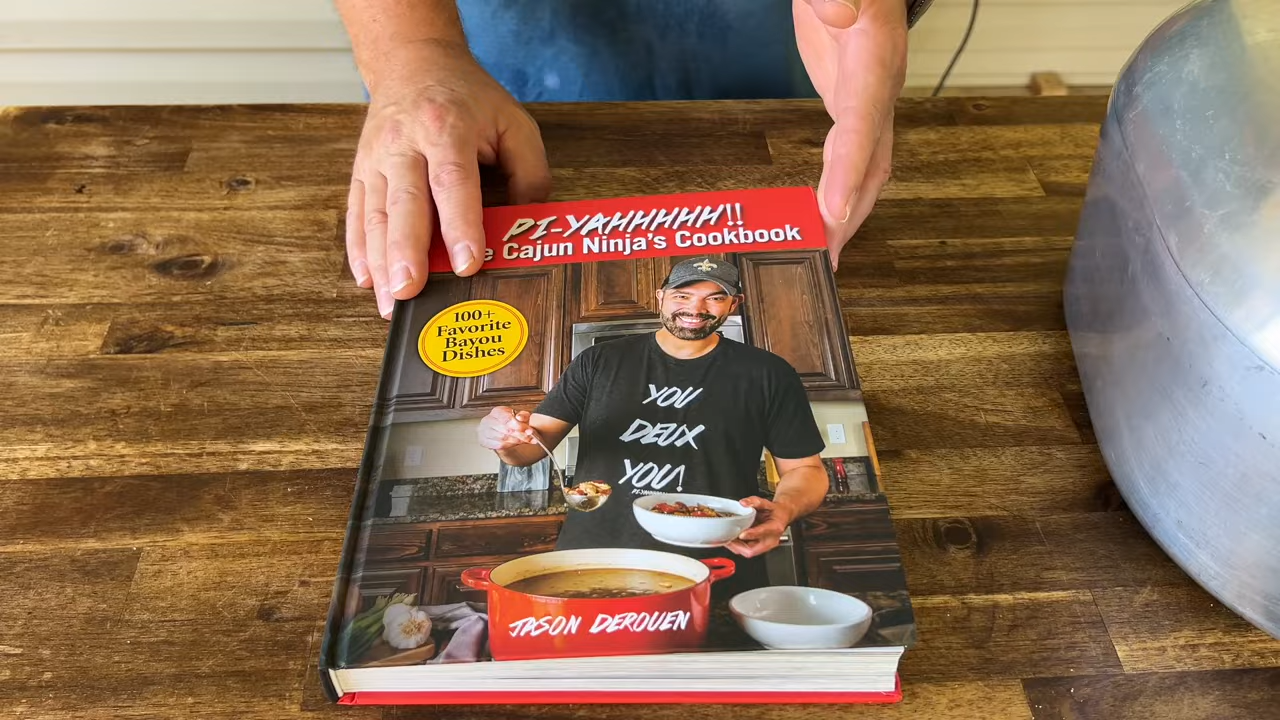 PI-YAHHHHH!!
e Cajun Ninja's Cookbook
100+
Favorite
Bayou
Dishes
YOU
DEUX
YOU!
JASON DEROUEN